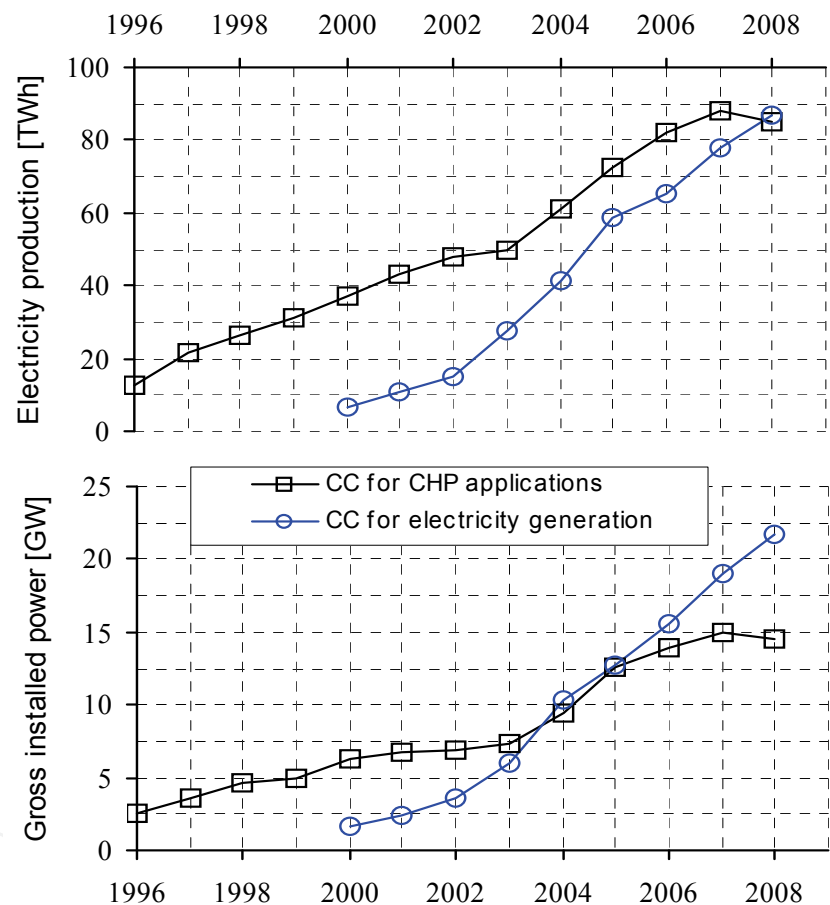 1996 1998 2000 2002 2004 2006 2008
Electricity production [TWh]
100
80
60
40
20
0
Gross installed power [GW]
25
20
15
10
5
0
CC for CHP applications
CC for electricity generation
1996 1998 2000 2002 2004 2006 2008